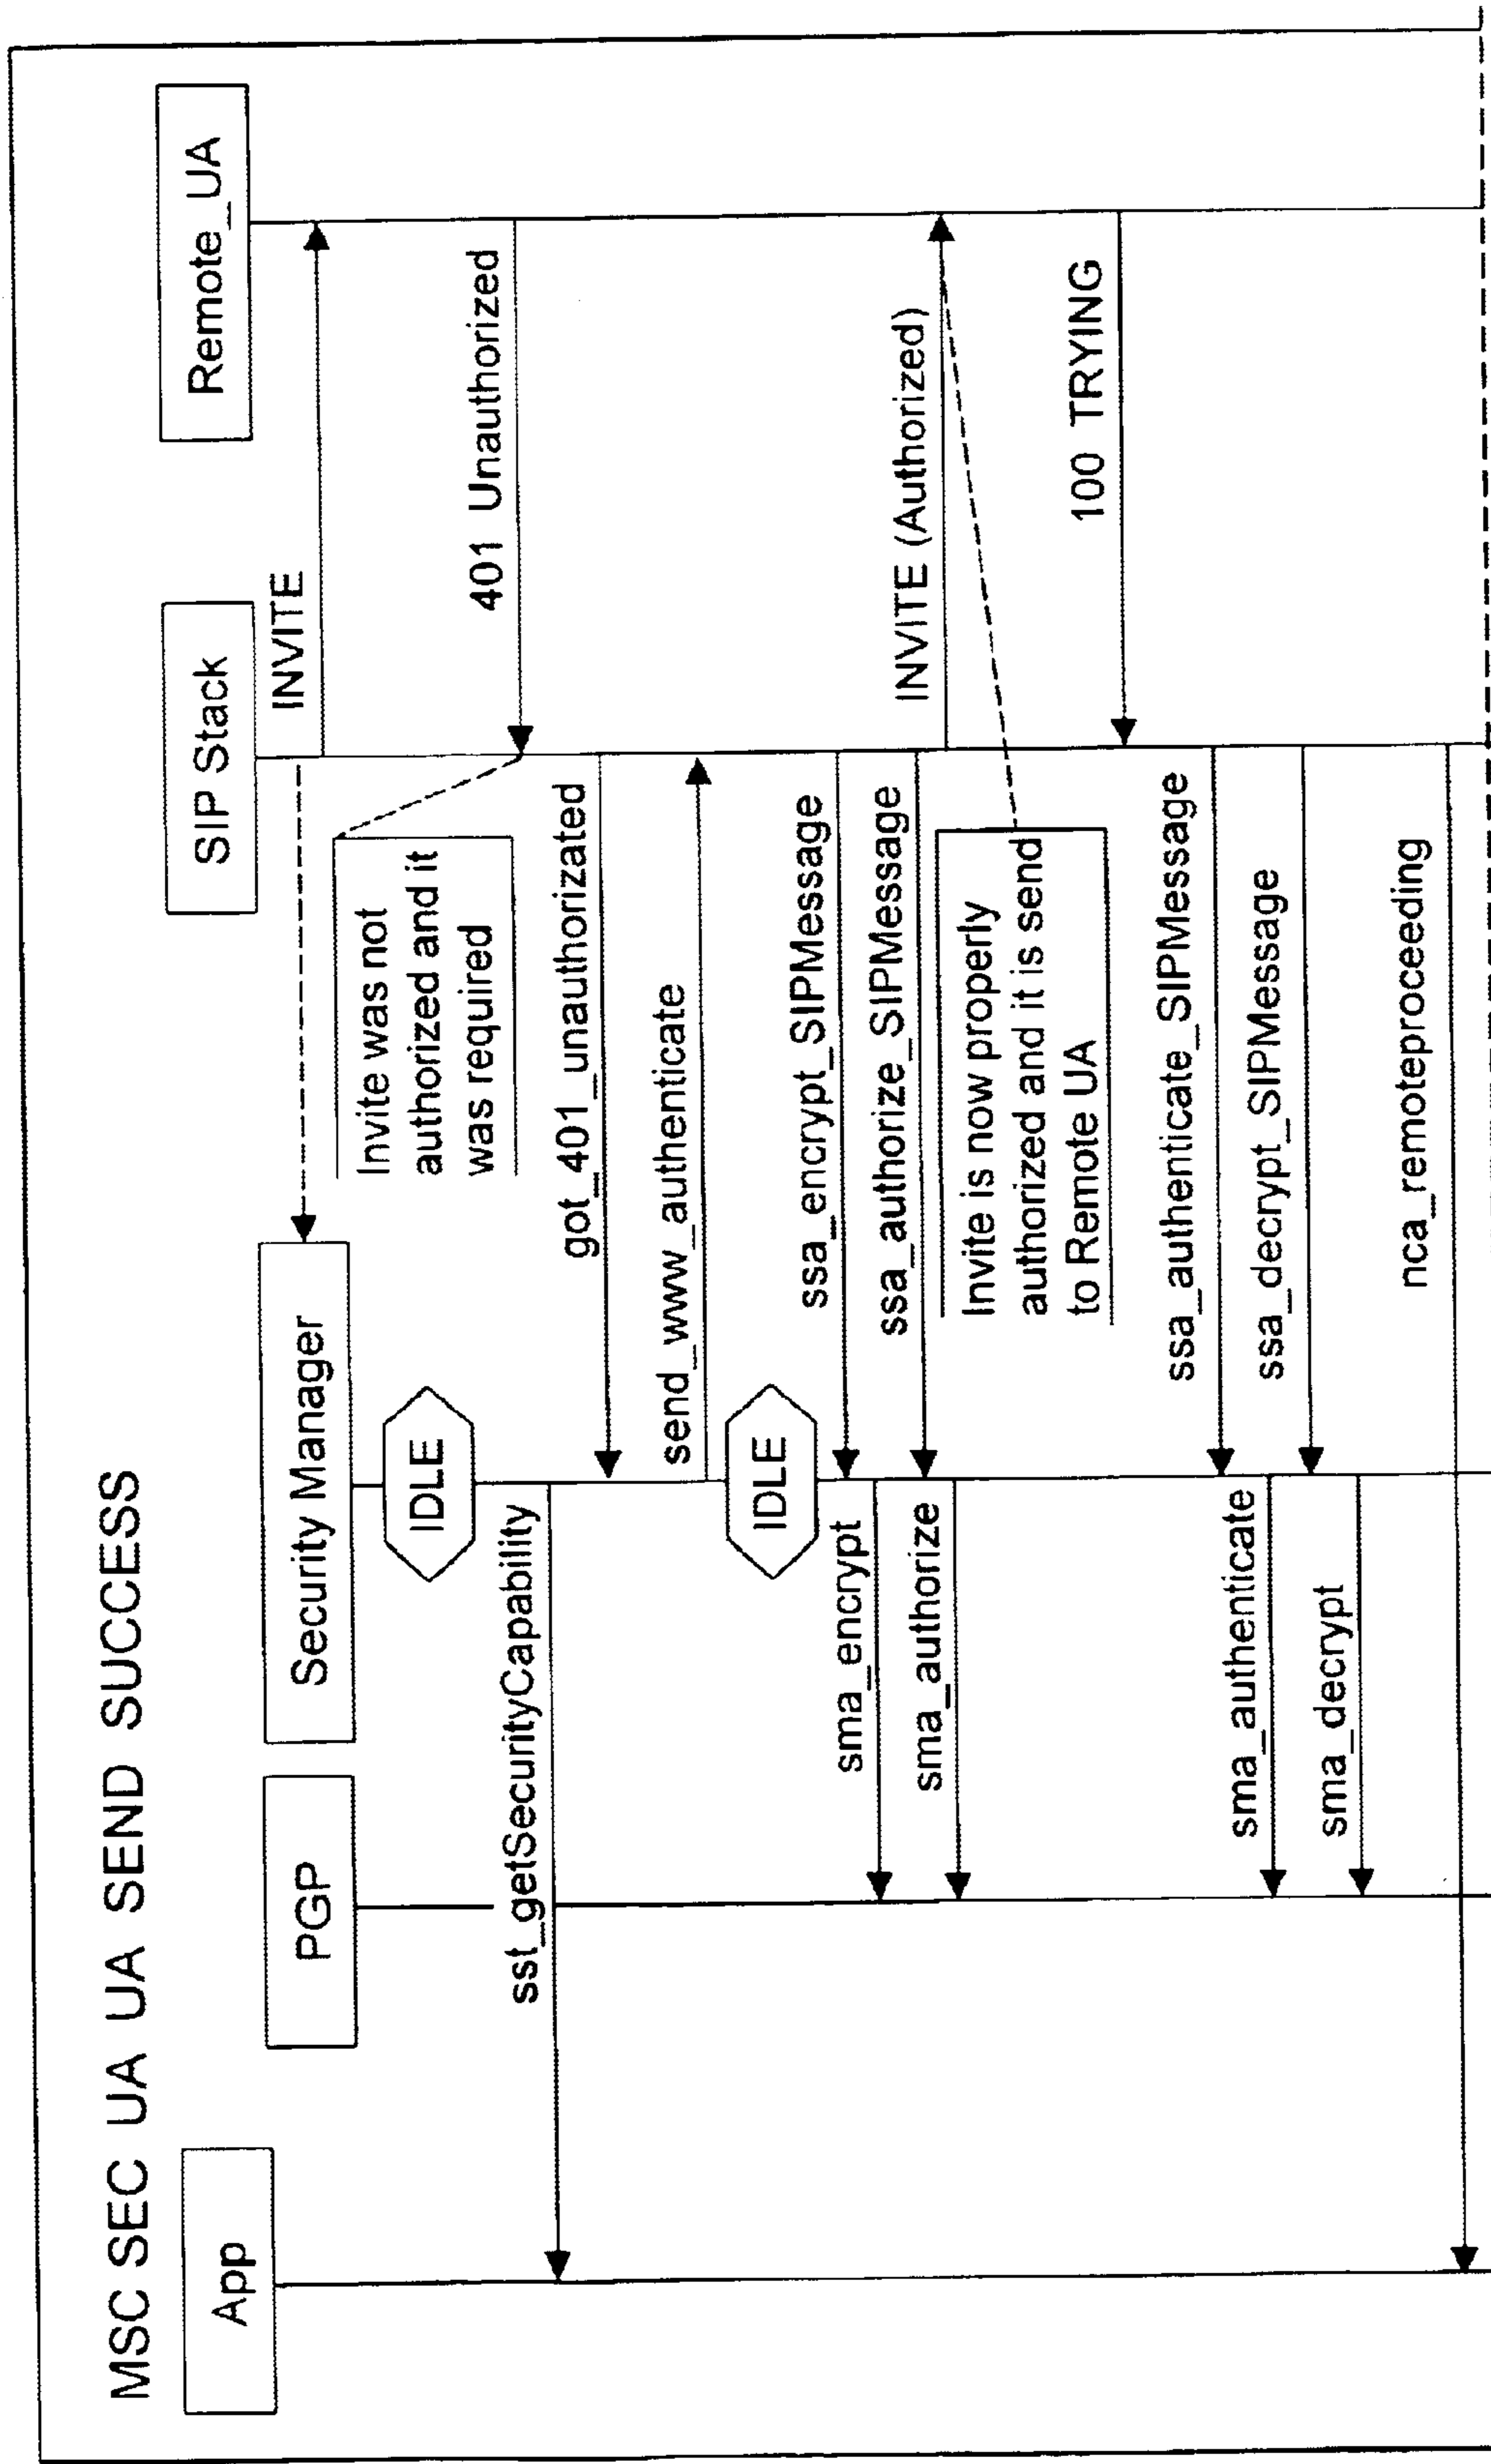 MSC SEC UA UA SEND SUCCESS
App
PGP
Security Manager
SIP Stack
Remote_UA
INVITE
IDLE
Invite was not
authorized and it
was required
401 Unauthorized
sst_getSecurityCapability
got_401_unauthorizated
send_www_authenticate
IDLE
ssa_encrypt_SIPMessage
sma_encrypt
ssa_authorize_SIPMessage
sma_authorize
INVITE (Authorized)
Invite is now properly
authorized and it is send
to Remote UA
100 TRYING
ssa_authenticate_SIPMessage
sma_authenticate
ssa_decrypt_SIPMessage
sma_decrypt
nca_remoteproceeding